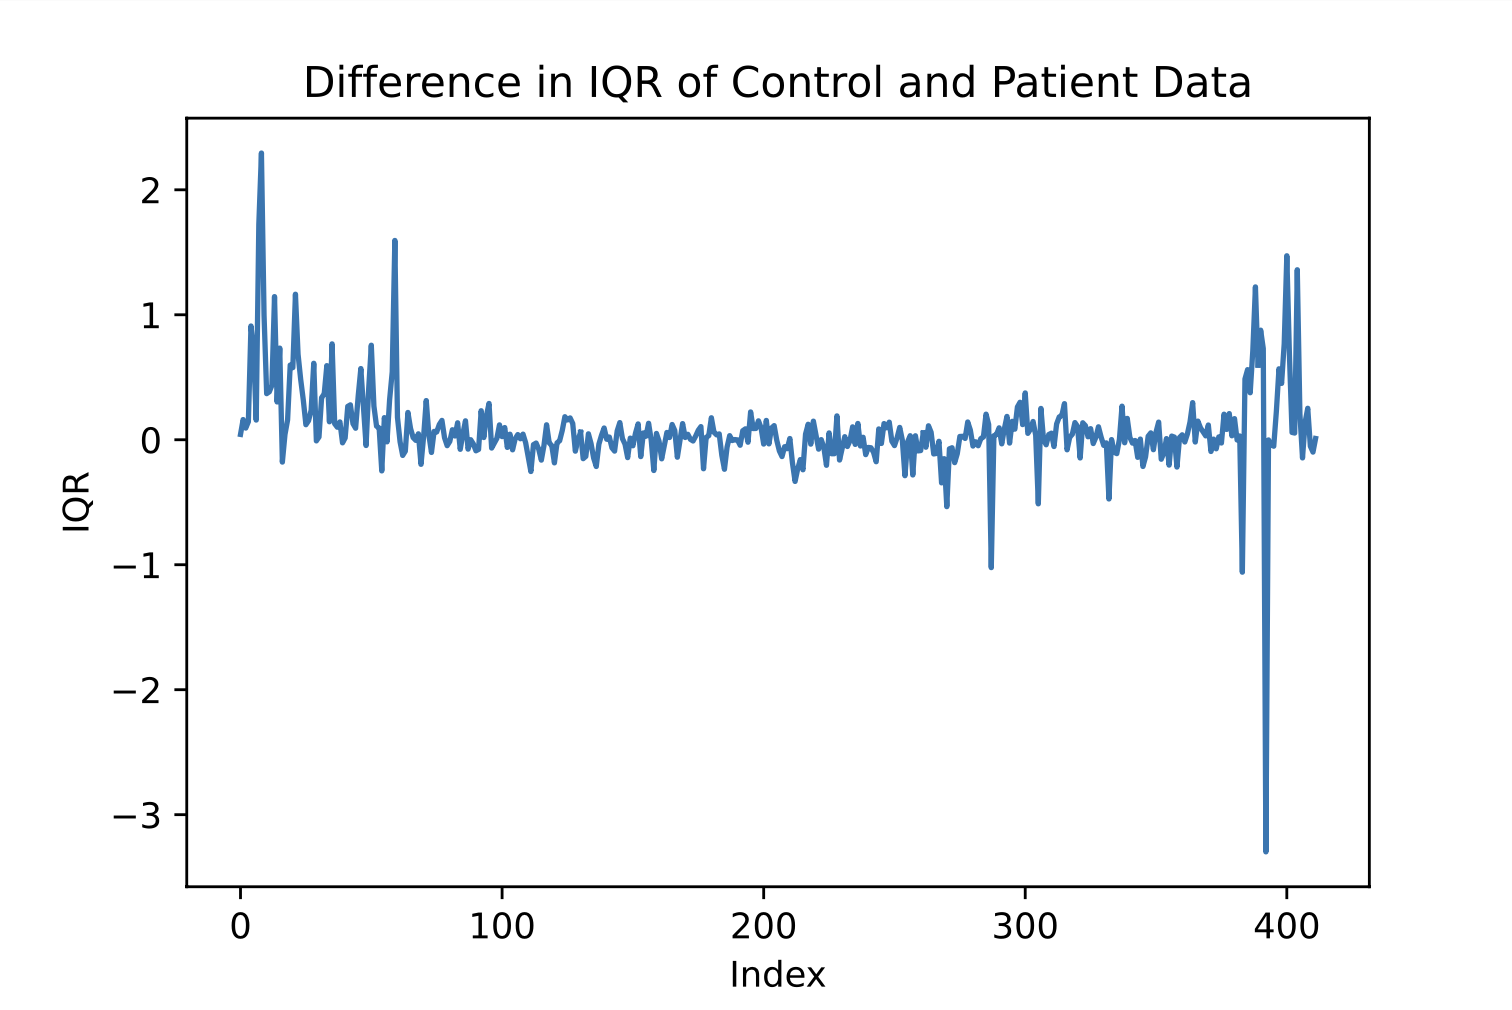 Difference in IQR of Control and Patient Data
2
1
0
−1
−2
−3
IQR
0 100 200 300 400
Index